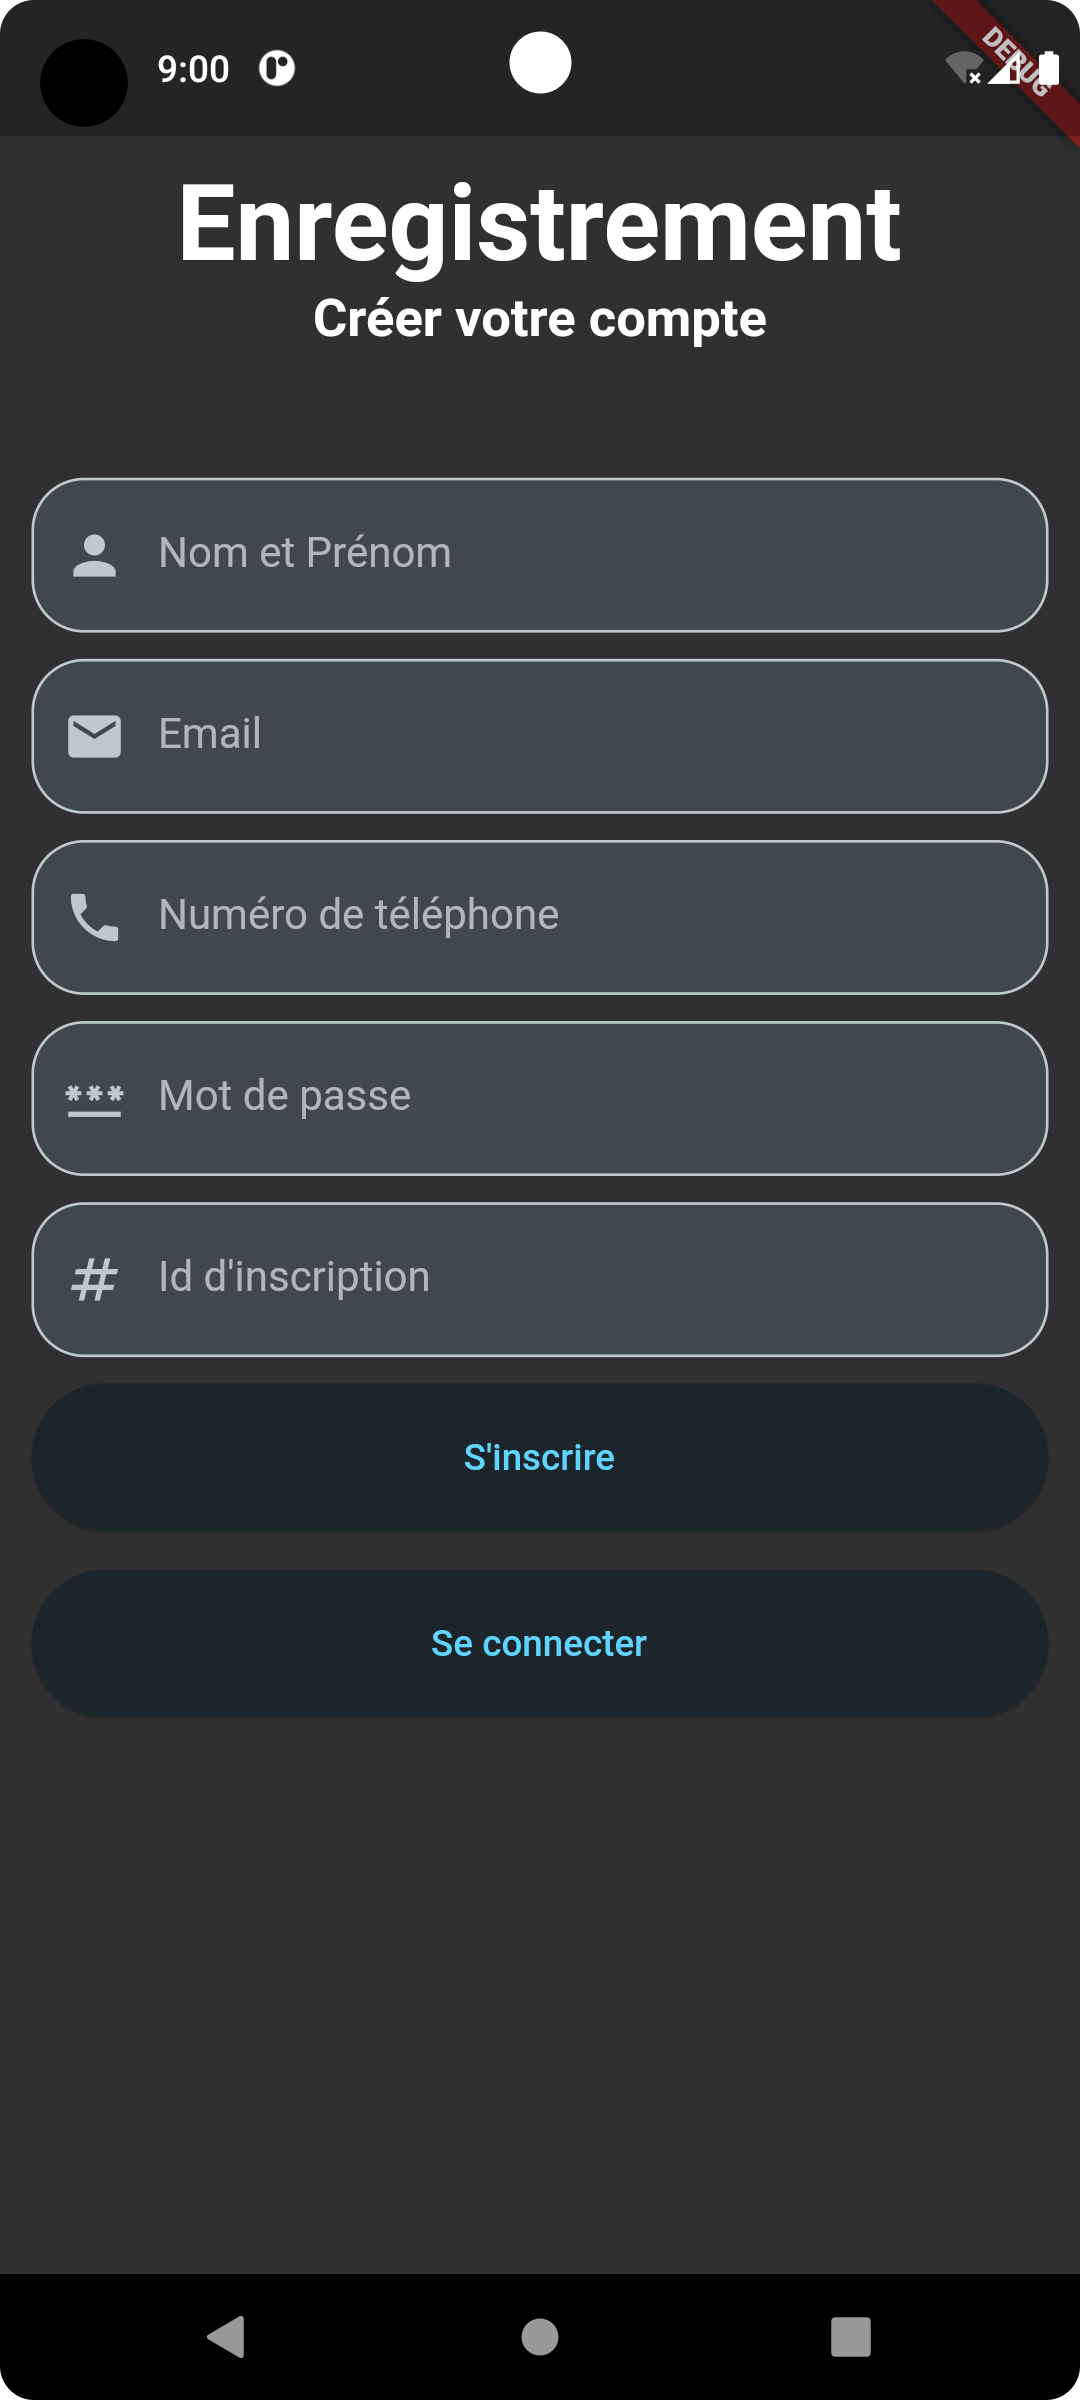 9:00
DEBUG
Enregistrement
Créer votre compte
Nom et Prénom
Email
Numéro de téléphone
Mot de passe
Id d'inscription
S'inscrire
Se connecter